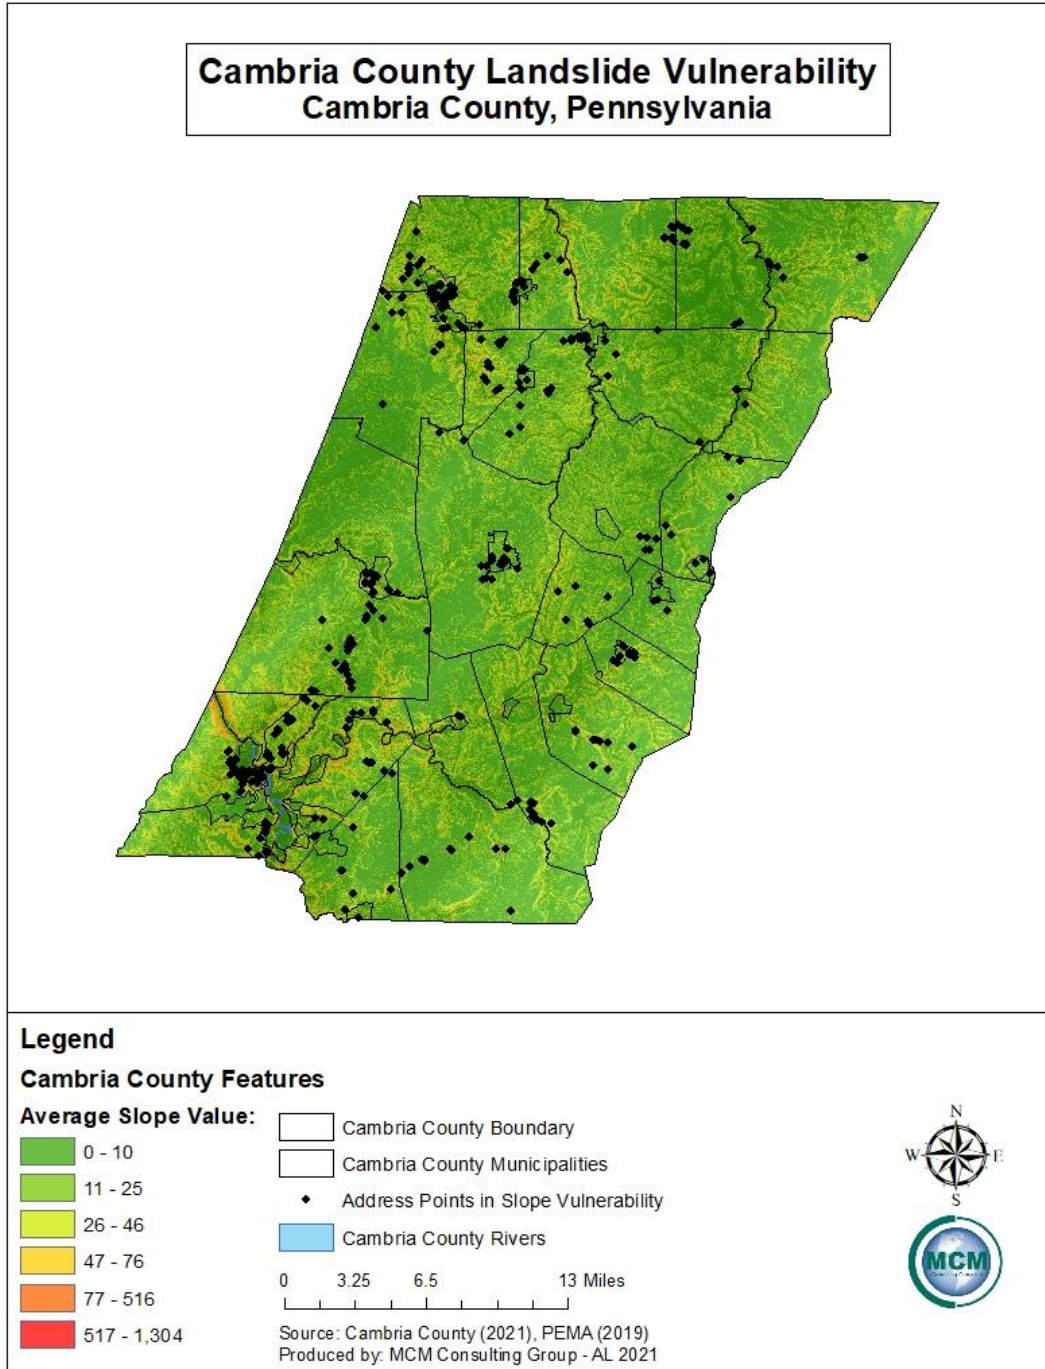 Cambria County Landslide Vulnerability
Cambria County, Pennsylvania
Legend
Cambria County Features
Average Slope Value:
0 - 10
11 - 25
26 - 46
47 - 76
77 - 516
517 - 1,304
Cambria County Boundary
Cambria County Municipalities
Address Points in Slope Vulnerability
Cambria County Rivers
0 3.25 6.5 13 Miles
Source: Cambria County (2021), PEMA (2019)
Produced by: MCM Consulting Group - AL 2021
N
W E
S
MCM